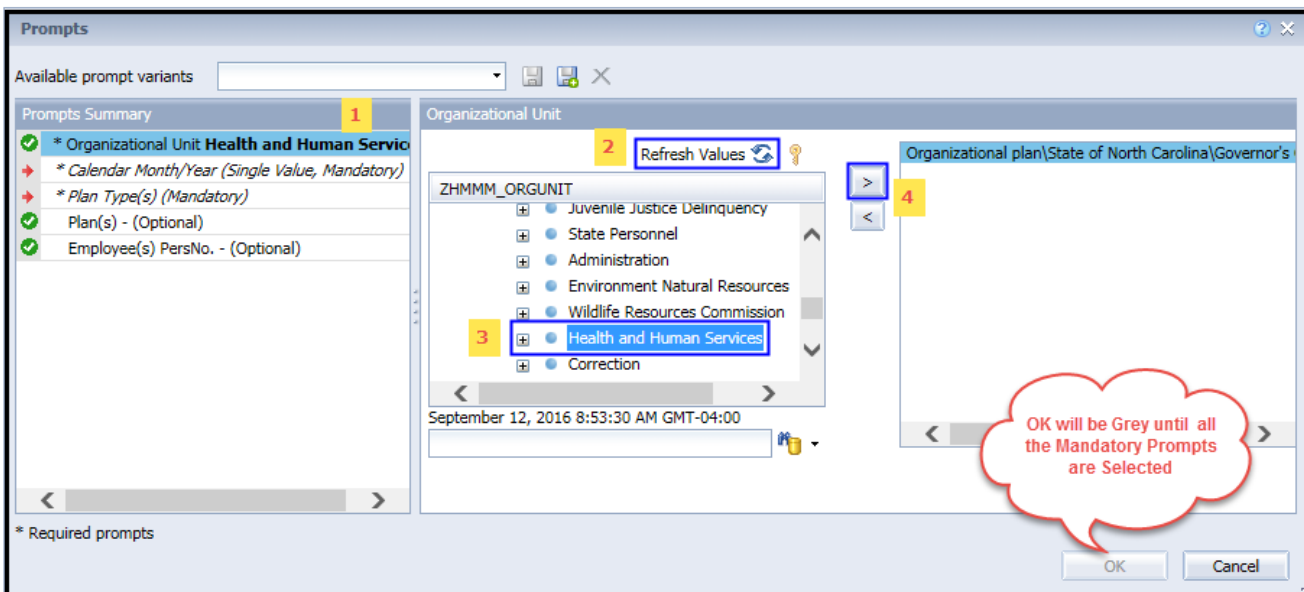 Prompts
Available prompt variants
Prompts Summary
1
* Organizational Unit Health and Human Servic
* Calendar Month/Year (Single Value, Mandatory)
* Plan Type(s) (Mandatory)
Plan(s) - (Optional)
Employee(s) PersNo. - (Optional)
* Required prompts
Organizational Unit
2
Refresh Values
ZHMMM_ORGUNIT
Juvenile Justice Delinquency
State Personnel
Administration
Environment Natural Resources
Wildlife Resources Commission
3
Health and Human Services
Correction
September 12, 2016 8:53:30 AM GMT-04:00
>
<
4
Organizational plan\State of North Carolina\Governor's
OK will be Grey until all
the Mandatory Prompts
are Selected
OK
Cancel